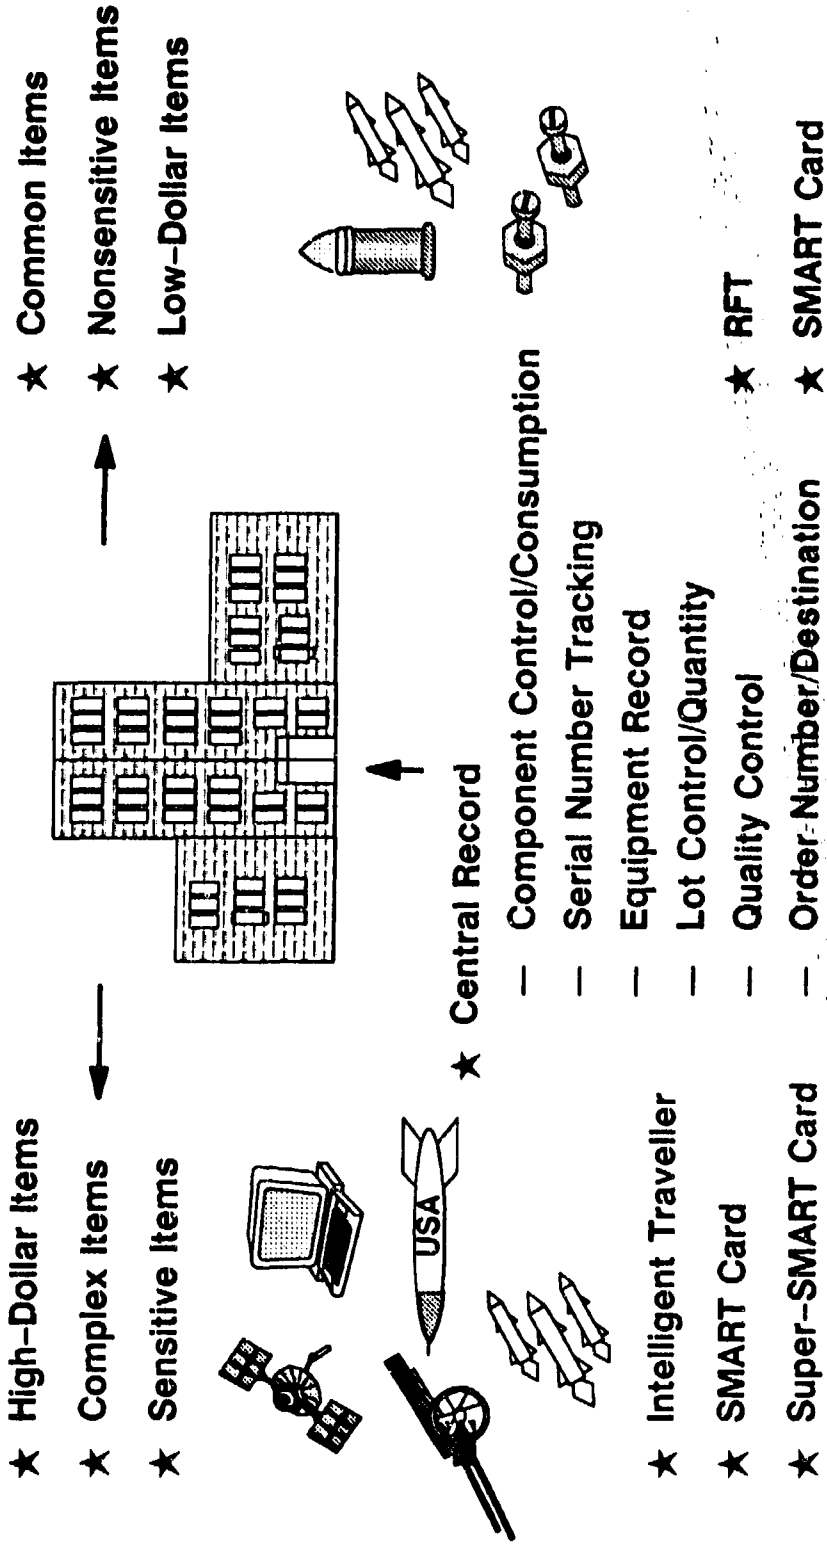 ★ High-Dollar Items
★ Complex Items
★ Sensitive Items
★ Common Items
★ Nonsensitive Items
★ Low-Dollar Items
USA
★ Central Record
— Component Control/Consumption
— Serial Number Tracking
— Equipment Record
— Lot Control/Quantity
— Quality Control
— Order Number/Destination
★ Intelligent Traveller
★ SMART Card
★ Super-SMART Card
★ RFT
★ SMART Card